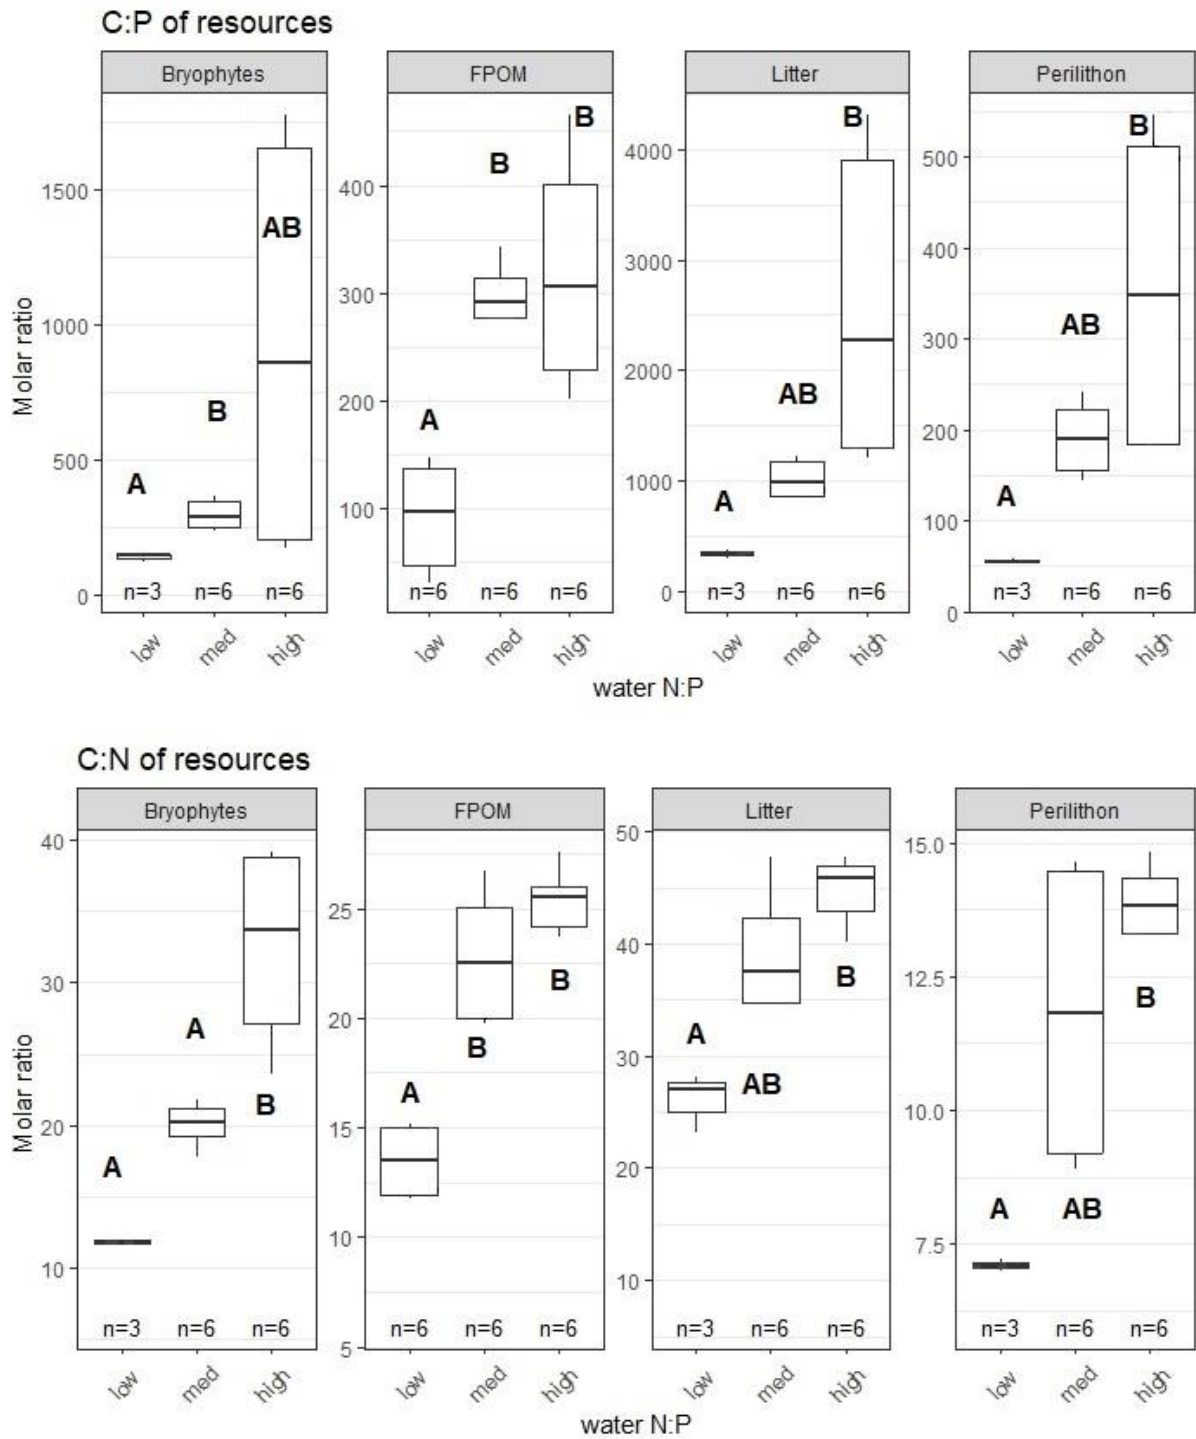 C:P of resources
Bryophytes FPOM Litter Perilithon
Molar ratio
1500
1000
500
0
A
B
AB
n=3 n=6 n=6
low med high
400
300
200
100
A
B
B
n=6 n=6 n=6
low med high
4000
3000
2000
1000
0
A
AB
B
n=3 n=6 n=6
low med high
500
400
300
200
100
0
A
AB
B
n=3 n=6 n=6
low med high
water N:P
C:N of resources
Bryophytes FPOM Litter Perilithon
Molar ratio
40
30
20
10
A
A
B
n=3 n=6 n=6
low med high
25
20
15
10
5
A
B
B
n=6 n=6 n=6
low med high
50
40
30
20
10
A
AB
B
n=3 n=6 n=6
low med high
15.0
12.5
10.0
7.5
A
AB
B
n=3 n=6 n=6
low med high
water N:P